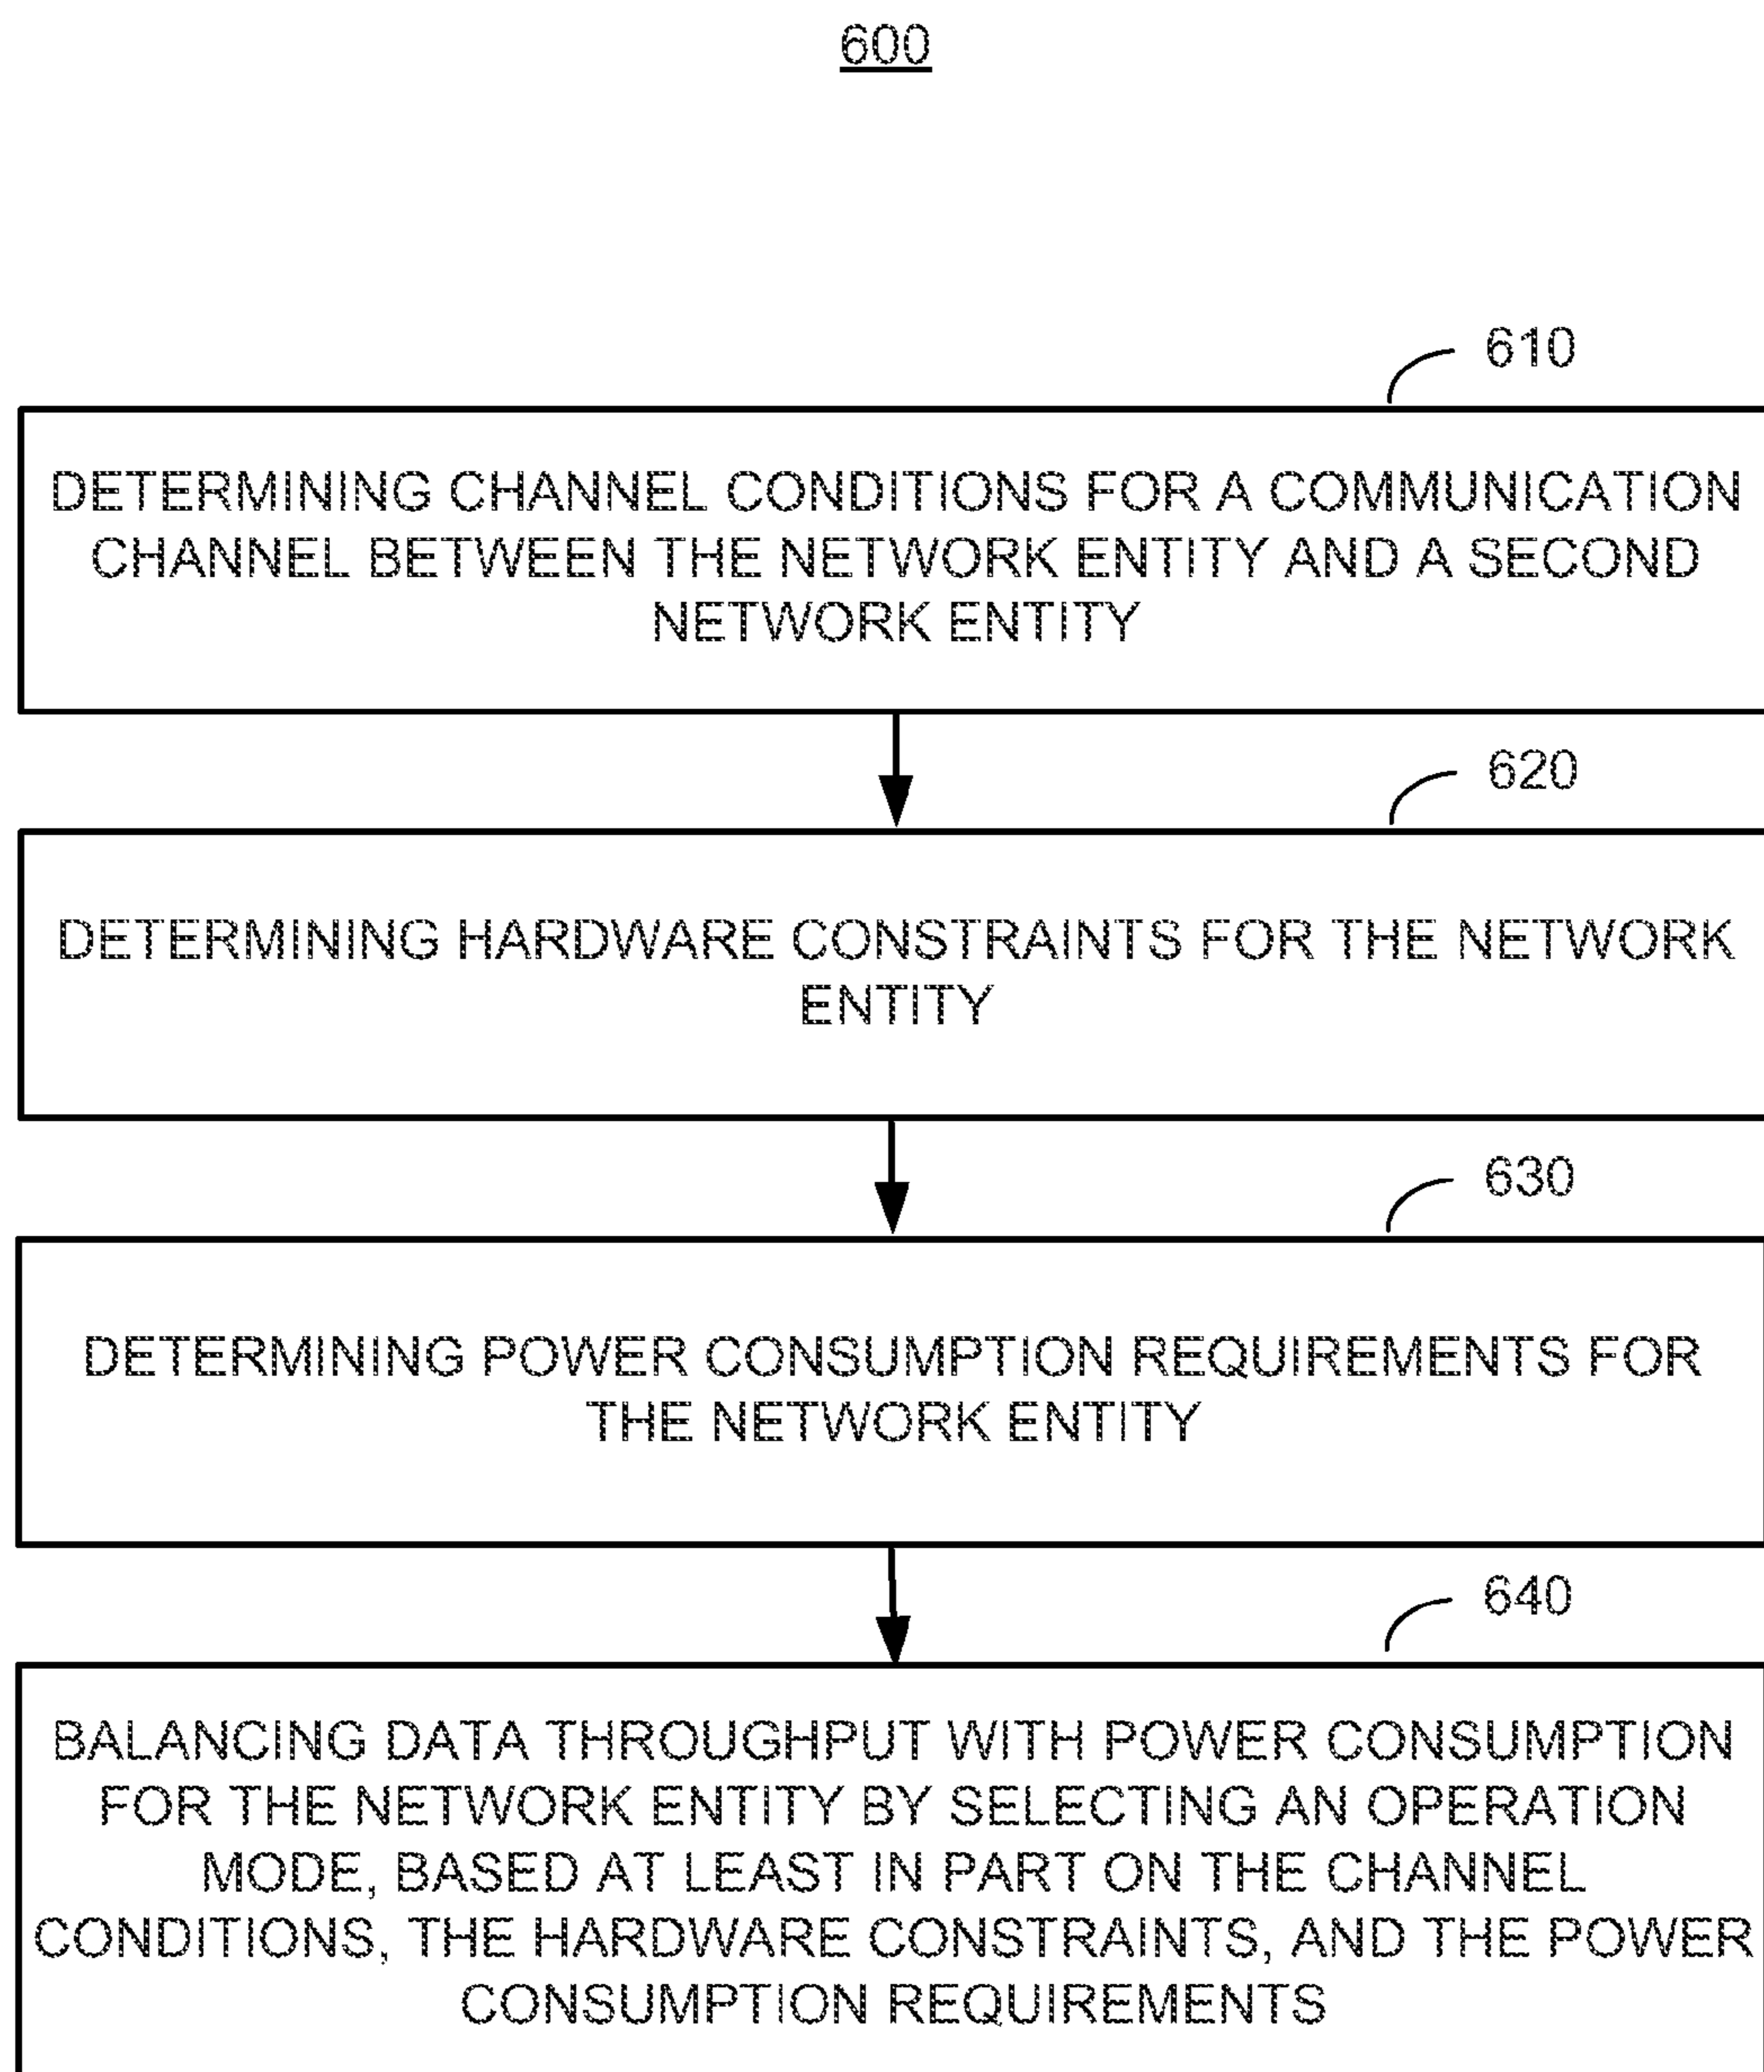 600
610
DETERMINING CHANNEL CONDITIONS FOR A COMMUNICATION
CHANNEL BETWEEN THE NETWORK ENTITY AND A SECOND
NETWORK ENTITY
620
DETERMINING HARDWARE CONSTRAINTS FOR THE NETWORK
ENTITY
630
DETERMINING POWER CONSUMPTION REQUIREMENTS FOR
THE NETWORK ENTITY
640
BALANCING DATA THROUGHPUT WITH POWER CONSUMPTION
FOR THE NETWORK ENTITY BY SELECTING AN OPERATION
MODE, BASED AT LEAST IN PART ON THE CHANNEL
CONDITIONS, THE HARDWARE CONSTRAINTS, AND THE POWER
CONSUMPTION REQUIREMENTS